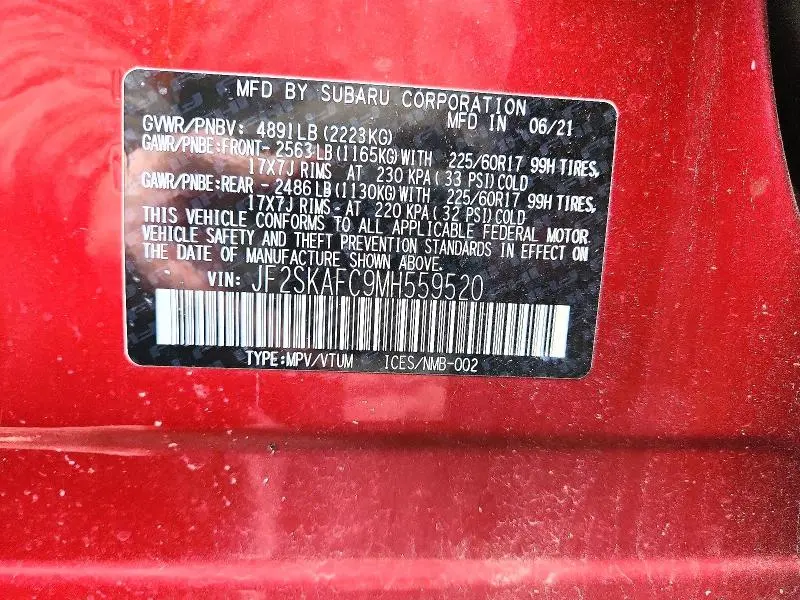 MFD BY SUBARU CORPORATION
MFD IN 06/21
GVWR/PNBV: 4891LB(2223KG)
GAWR/PNBE:FRONT- 2563LB(1165KG)WITH 225/60R17 99H TIRES,
17X7J RIMS AT 230 KPA(33 PSI)COLD
GAWR/PNBE:REAR - 2486LB(1130KG)WITH 225/60R17 99H TIRES,
17X7J RIMS-AT 220 KPA(32 PSI)COLD
THIS VEHICLE CONFORMS TO ALL APPLICABLE FEDERAL MOTOR
VEHICLE SAFETY AND THEFT PREVENTION STANDARDS IN EFFECT ON
THE DATE OF MANUFACTURE SHOWN ABOVE.
VIN: JF2SKAFC9MH559520
TYPE:MPV/VTUM ICES/NMB-002